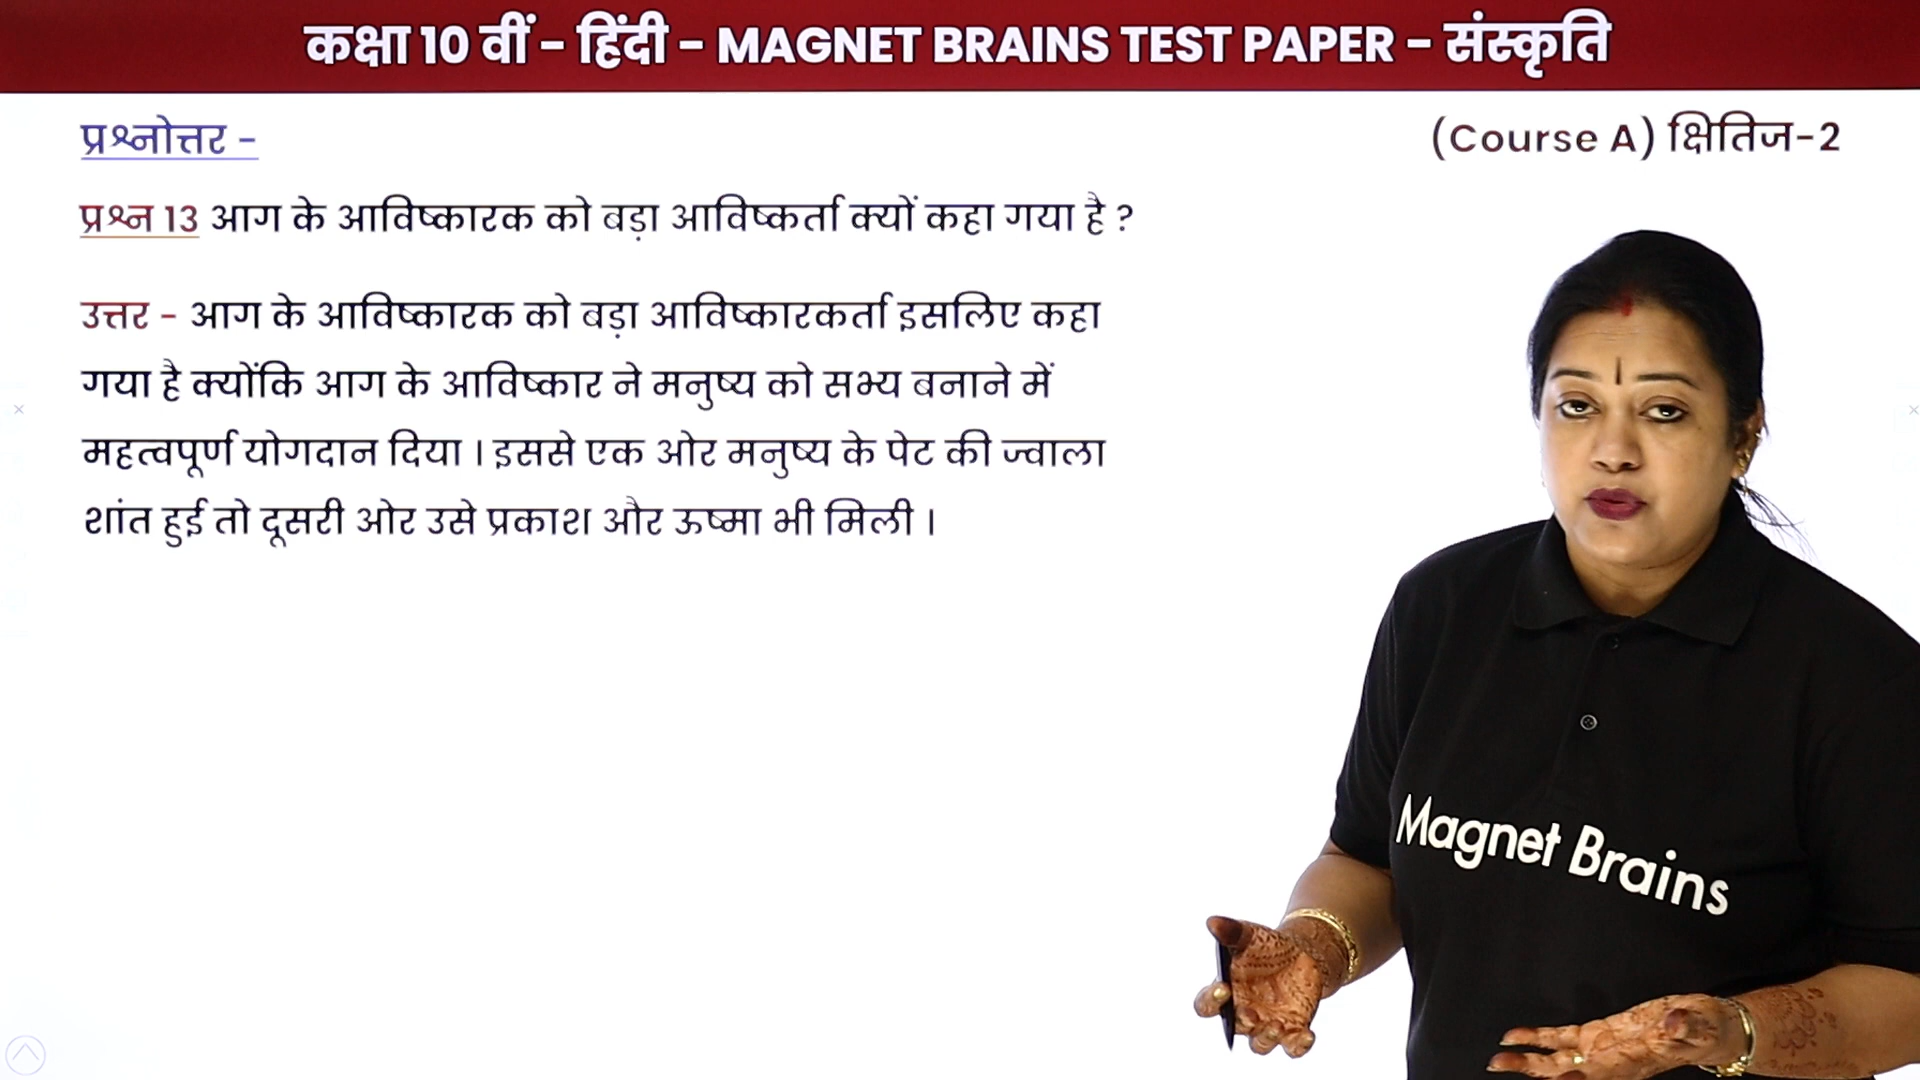 कक्षा 10 वीं - हिंदी - MAGNET BRAINS TEST PAPER - संस्कृति
प्रश्नोत्तर -
(Course A) क्षितिज-2
प्रश्न 13 आग के आविष्कारक को बड़ा आविष्कर्ता क्यों कहा गया है ?
उत्तर - आग के आविष्कारक को बड़ा आविष्कारकर्ता इसलिए कहा
गया है क्योंकि आग के आविष्कार ने मनुष्य को सभ्य बनाने में
महत्वपूर्ण योगदान दिया । इससे एक ओर मनुष्य के पेट की ज्वाला
शांत हुई तो दूसरी ओर उसे प्रकाश और ऊष्मा भी मिली ।
Magnet Brains